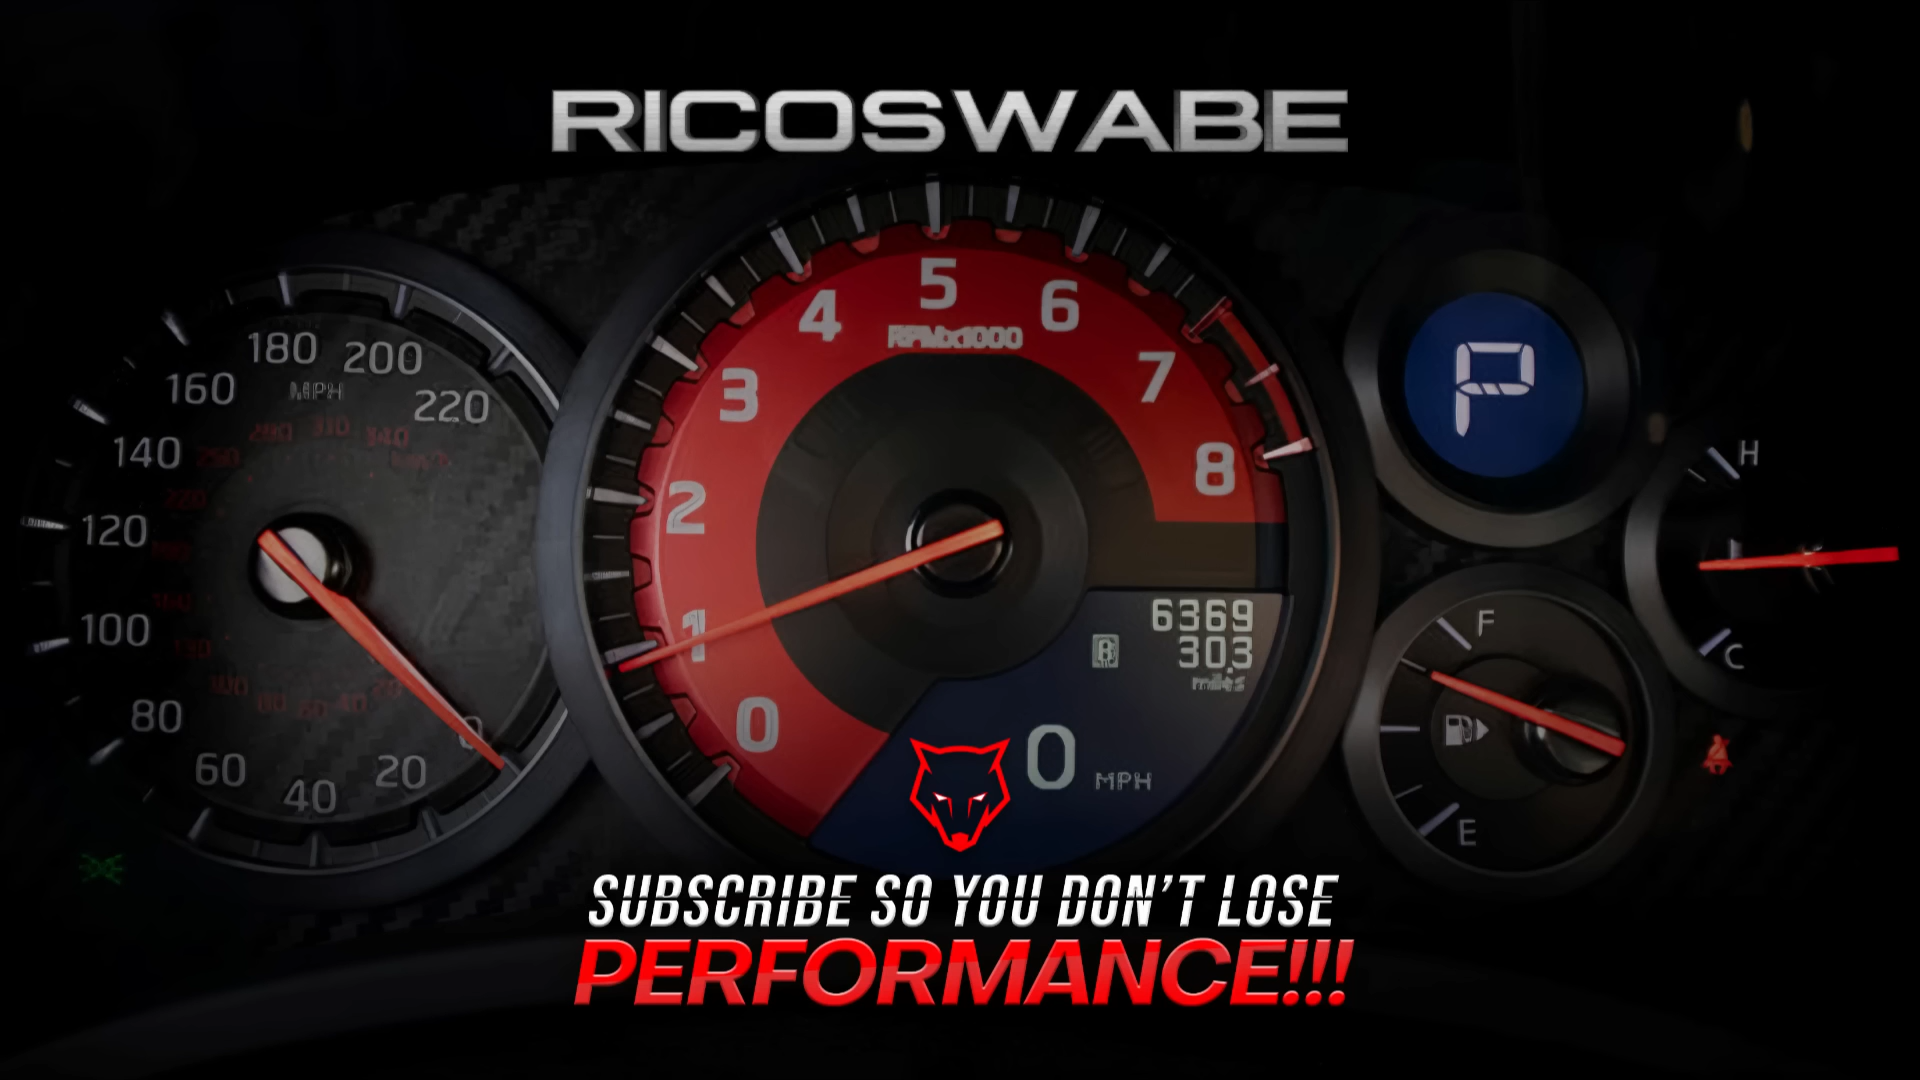 RICOSWABE
180 200
160 MPH 220
140
120
100
80
60 40 20 0
5
4 6
RPMX1000
3 7
2 8
1
0
P
6369
B 303
miles
0 MPH
H
C
F
E
SUBSCRIBE SO YOU DON'T LOSE
PERFORMANCE!!!